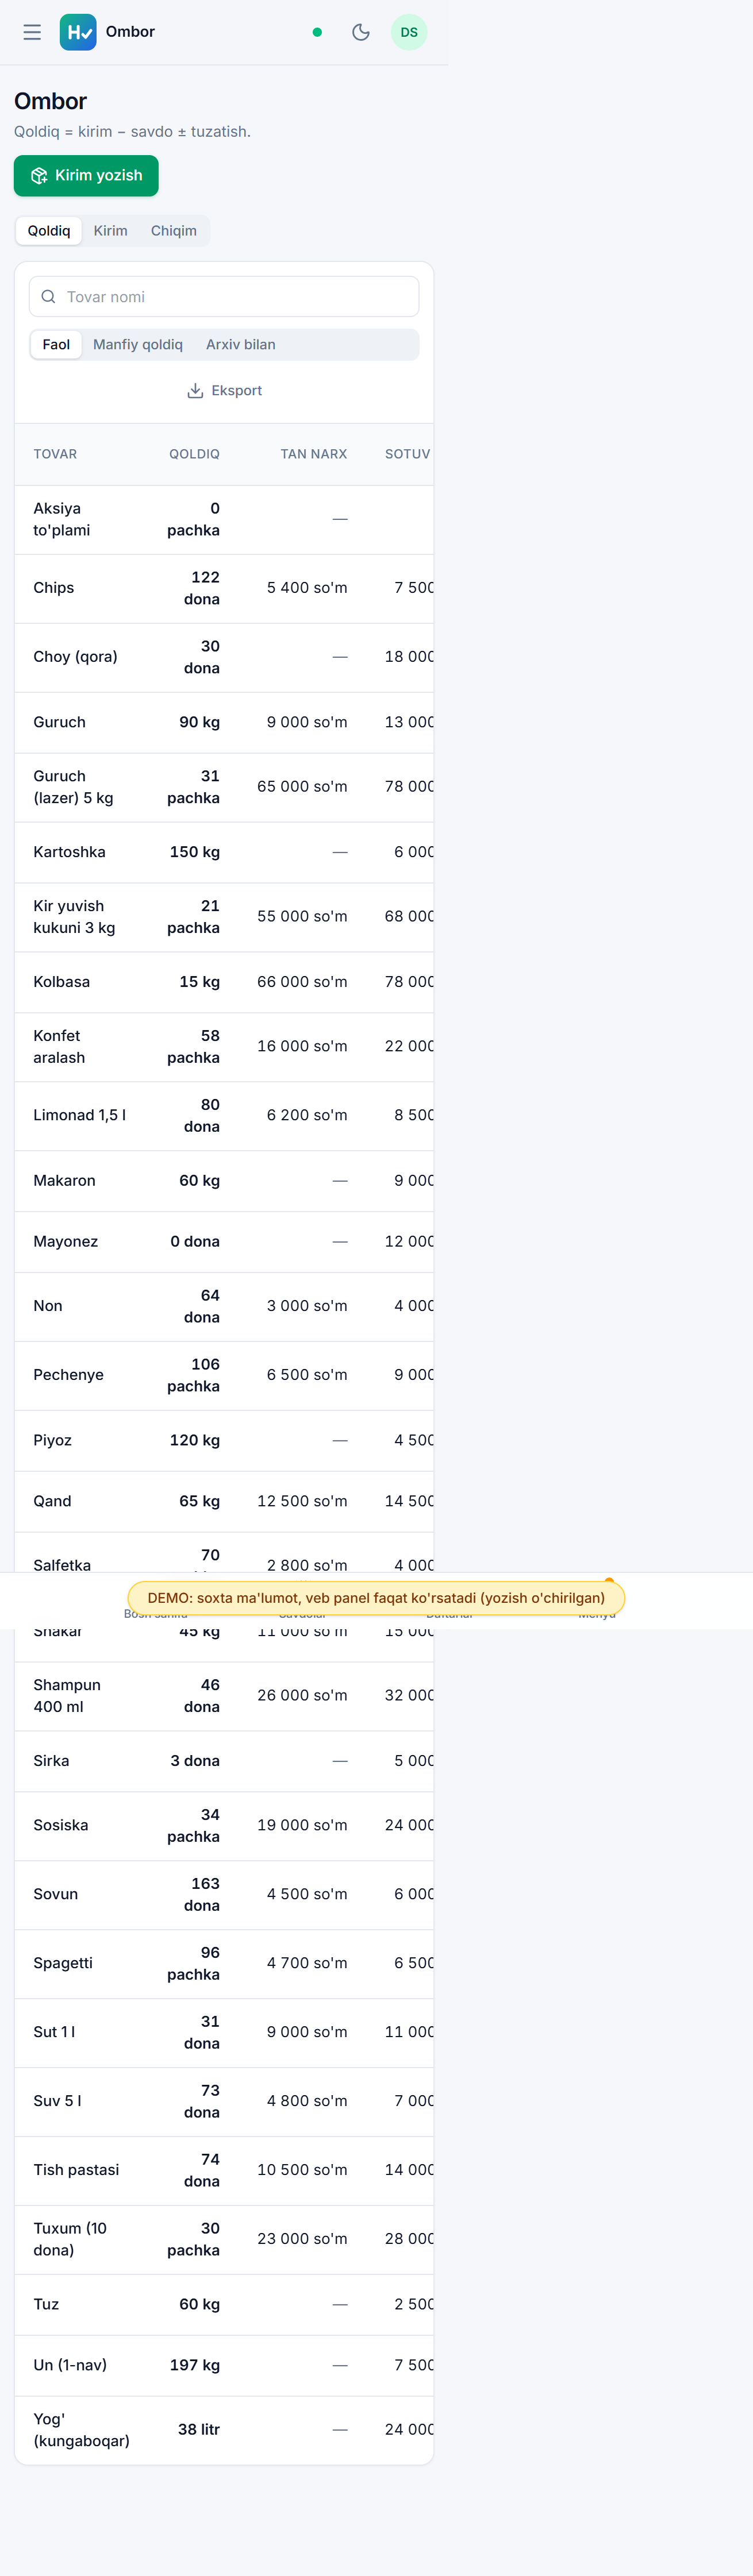 H
Ombor
DS
Ombor
Qoldiq = kirim − savdo ± tuzatish.
Kirim yozish
Qoldiq Kirim Chiqim
Tovar nomi
Faol Manfiy qoldiq Arxiv bilan
Eksport
TOVAR QOLDIQ TAN NARX SOTUV
Aksiya to'plami 0 pachka —
Chips 122 dona 5 400 so'm 7 500
Choy (qora) 30 dona — 18 000
Guruch 90 kg 9 000 so'm 13 000
Guruch (lazer) 5 kg 31 pachka 65 000 so'm 78 000
Kartoshka 150 kg — 6 000
Kir yuvish kukuni 3 kg 21 pachka 55 000 so'm 68 000
Kolbasa 15 kg 66 000 so'm 78 000
Konfet aralash 58 pachka 16 000 so'm 22 000
Limonad 1,5 l 80 dona 6 200 so'm 8 500
Makaron 60 kg — 9 000
Mayonez 0 dona — 12 000
Non 64 dona 3 000 so'm 4 000
Pechenye 106 pachka 6 500 so'm 9 000
Piyoz 120 kg — 4 500
Qand 65 kg 12 500 so'm 14 500
Salfetka 70 2 800 so'm 4 000
DEMO: soxta ma'lumot, veb panel faqat ko'rsatadi (yozish o'chirilgan)
Shakar 45 kg 11 000 so'm 15 000
Shampun 400 ml 46 dona 26 000 so'm 32 000
Sirka 3 dona — 5 000
Sosiska 34 pachka 19 000 so'm 24 000
Sovun 163 dona 4 500 so'm 6 000
Spagetti 96 pachka 4 700 so'm 6 500
Sut 1 l 31 dona 9 000 so'm 11 000
Suv 5 l 73 dona 4 800 so'm 7 000
Tish pastasi 74 dona 10 500 so'm 14 000
Tuxum (10 dona) 30 pachka 23 000 so'm 28 000
Tuz 60 kg — 2 500
Un (1-nav) 197 kg — 7 500
Yog' (kungaboqar) 38 litr — 24 000